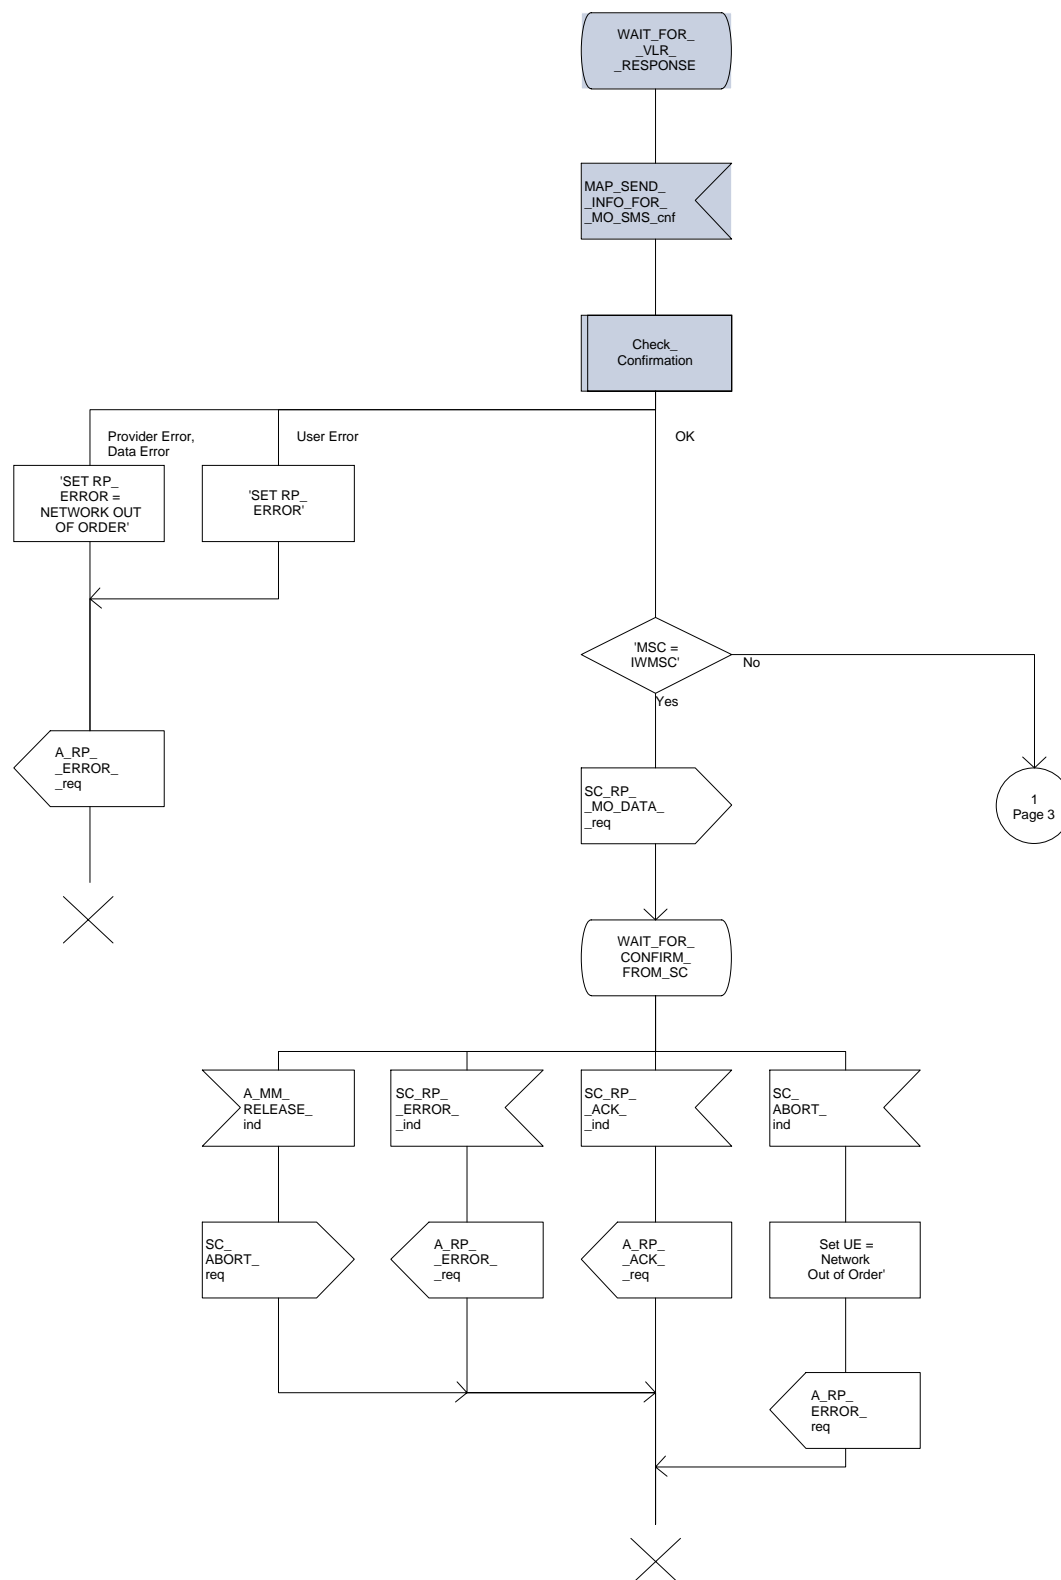 WAIT_FOR_
_VLR_
_RESPONSE
MAP_SEND_
_INFO_FOR_
_MO_SMS_cnf
Check_
Confirmation
Provider Error,
Data Error
User Error
OK
'SET RP_
ERROR =
NETWORK OUT
OF ORDER'
'SET RP_
ERROR'
'MSC =
IWMSC'
No
Yes
A_RP_
_ERROR_
_req
SC_RP_
_MO_DATA_
_req
1
Page 3
WAIT_FOR_
CONFIRM_
FROM_SC
A_MM_
RELEASE_
ind
SC_RP_
_ERROR_
_ind
SC_RP_
_ACK_
_ind
SC_
ABORT_
ind
SC_
ABORT_
req
A_RP_
_ERROR_
_req
A_RP_
_ACK_
_req
Set UE =
Network
Out of Order'
A_RP_
ERROR_
req